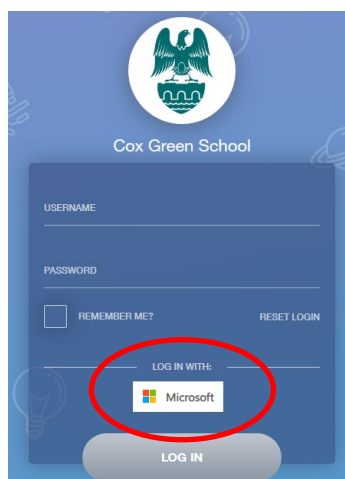 Cox Green School
USERNAME
PASSWORD
REMEMBER ME? RESET LOGIN
LOG IN WITH:
Microsoft
LOG IN